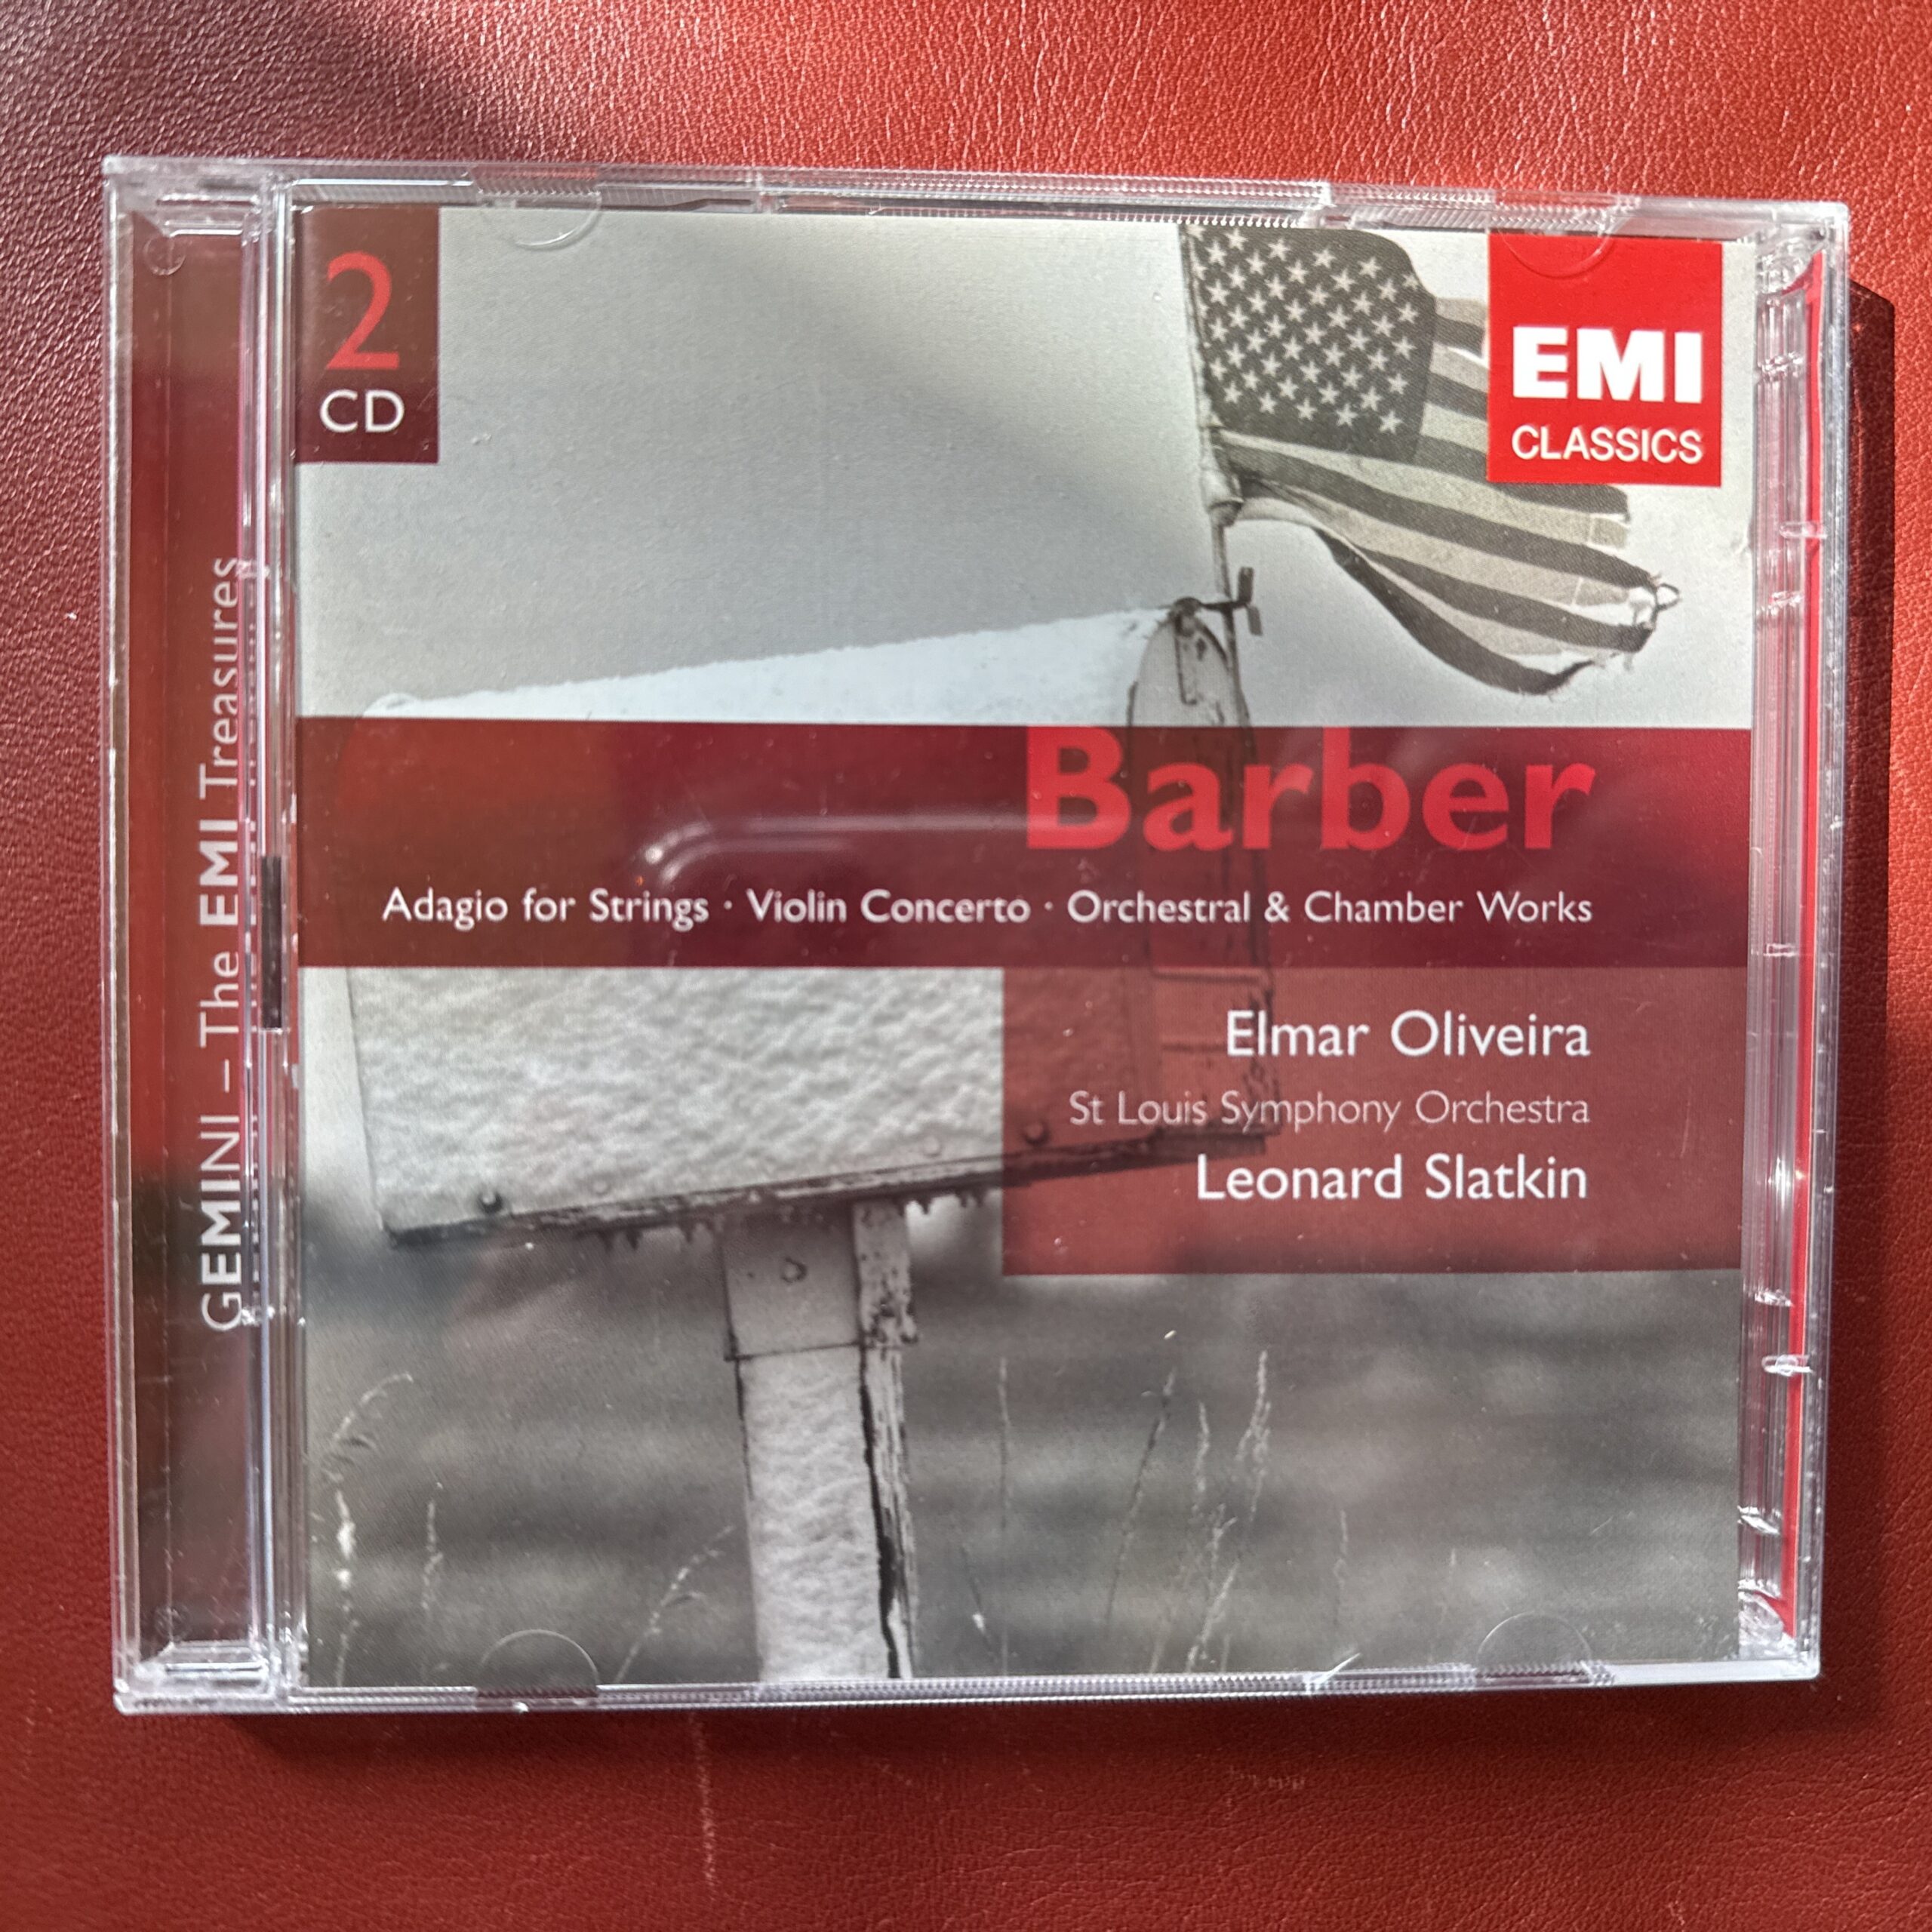 2
CD
EMI
CLASSICS
GEMINI – The EMI Treasures
Barber
Adagio for Strings · Violin Concerto · Orchestral & Chamber Works
Elmar Oliveira
St Louis Symphony Orchestra
Leonard Slatkin